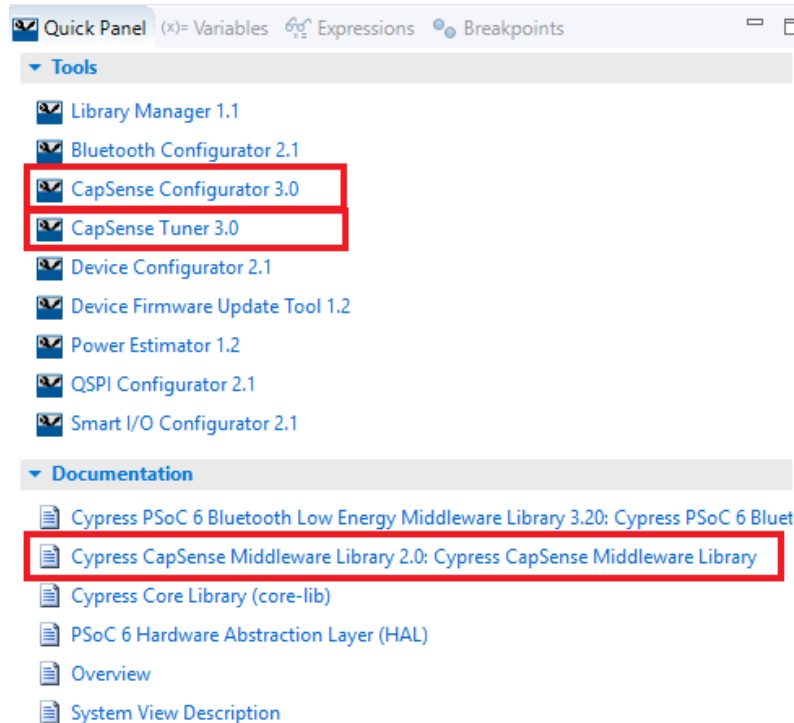 Quick Panel (x)= Variables Expressions Breakpoints
Tools
Library Manager 1.1
Bluetooth Configurator 2.1
CapSense Configurator 3.0
CapSense Tuner 3.0
Device Configurator 2.1
Device Firmware Update Tool 1.2
Power Estimator 1.2
QSPI Configurator 2.1
Smart I/O Configurator 2.1
Documentation
Cypress PSoC 6 Bluetooth Low Energy Middleware Library 3.20: Cypress PSoC 6 Bluet
Cypress CapSense Middleware Library 2.0: Cypress CapSense Middleware Library
Cypress Core Library (core-lib)
PSoC 6 Hardware Abstraction Layer (HAL)
Overview
System View Description